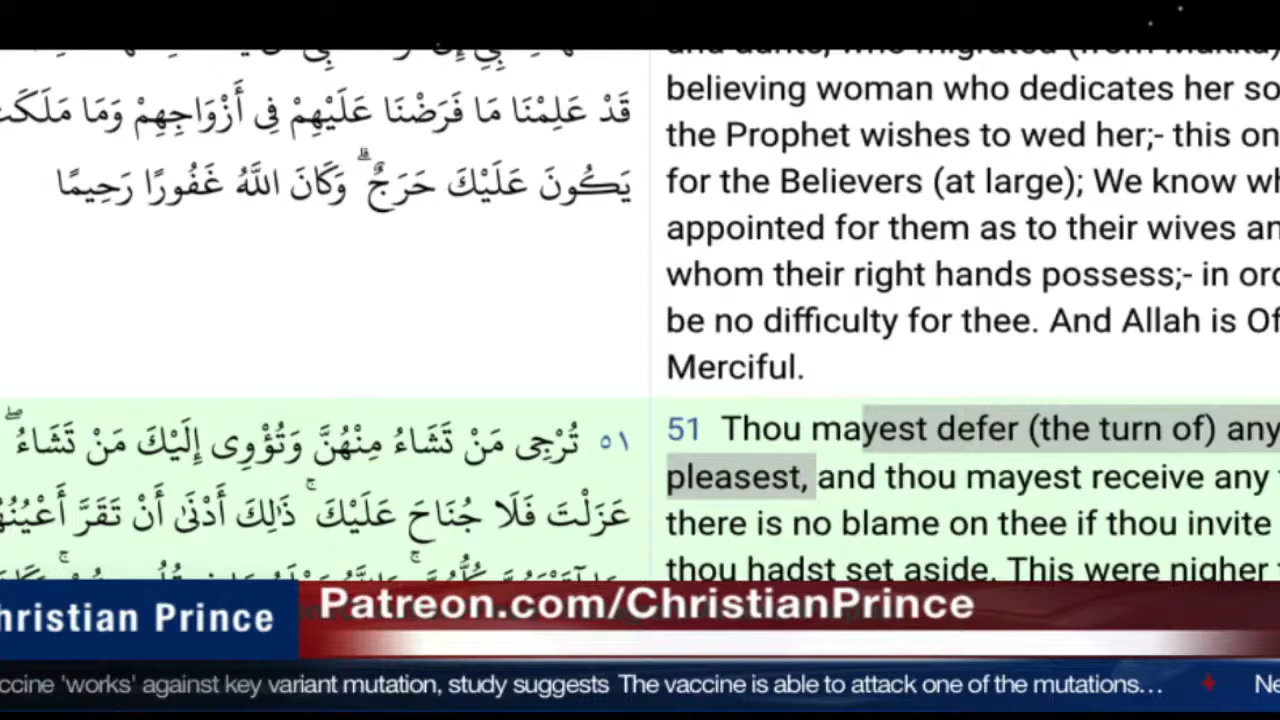 قَدْ عَلِمْنَا مَا فَرَضْنَا عَلَيْهِمْ فِى أَزْوَاجِهِمْ وَمَا مَلَكَتْ
يَكُونَ عَلَيْكَ حَرَجٌ ۗ وَكَانَ اللَّهُ غَفُورًا رَحِيمًا
believing woman who dedicates her so
the Prophet wishes to wed her;- this on
for the Believers (at large); We know wh
appointed for them as to their wives an
whom their right hands possess;- in ord
be no difficulty for thee. And Allah is Of
Merciful.
٥١ تُرْجِى مَنْ تَشَاءُ مِنْهُنَّ وَتُؤْوِى إِلَيْكَ مَنْ تَشَاءُ ۖ
عَزَلْتَ فَلَا جُنَاحَ عَلَيْكَ ۚ ذَٰلِكَ أَدْنَىٰ أَنْ تَقَرَّ أَعْيُنُهُ
51 Thou mayest defer (the turn of) any
pleasest, and thou mayest receive any
there is no blame on thee if thou invite
thou hadst set aside. This were nigher
hristian Prince
Patreon.com/ChristianPrince
ccine 'works' against key variant mutation, study suggests The vaccine is able to attack one of the mutations... Ne